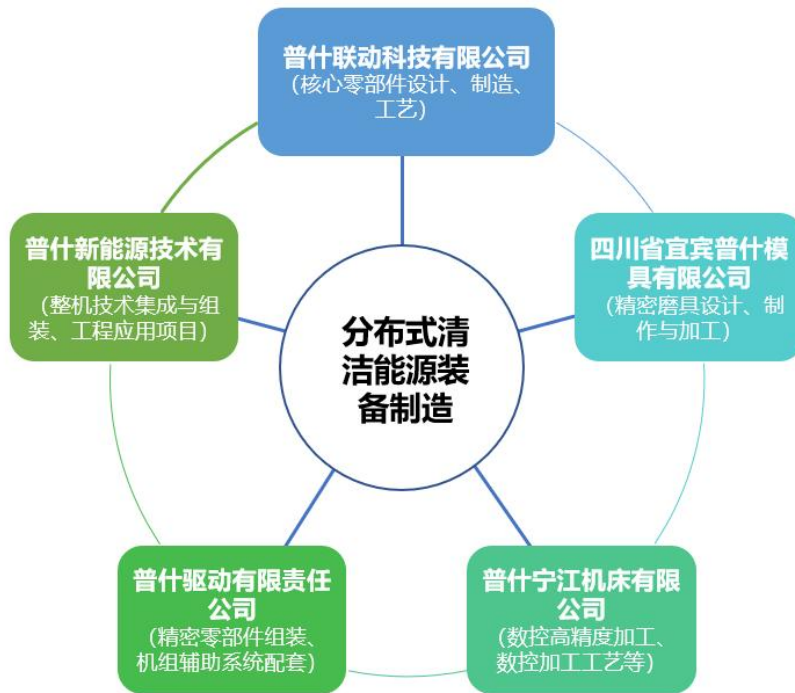 普什联动科技有限公司
（核心零部件设计、制造、
工艺）
普什新能源技术有
限公司
（整机技术集成与组
装、工程应用项目）
四川省宜宾普什模
具有限公司
（精密磨具设计、制
作与加工）
分布式清
洁能源装
备制造
普什驱动有限责任
公司
（精密零部件组装、
机组辅助系统配套）
普什宁江机床有限
公司
（数控高精度加工、
数控加工工艺等）